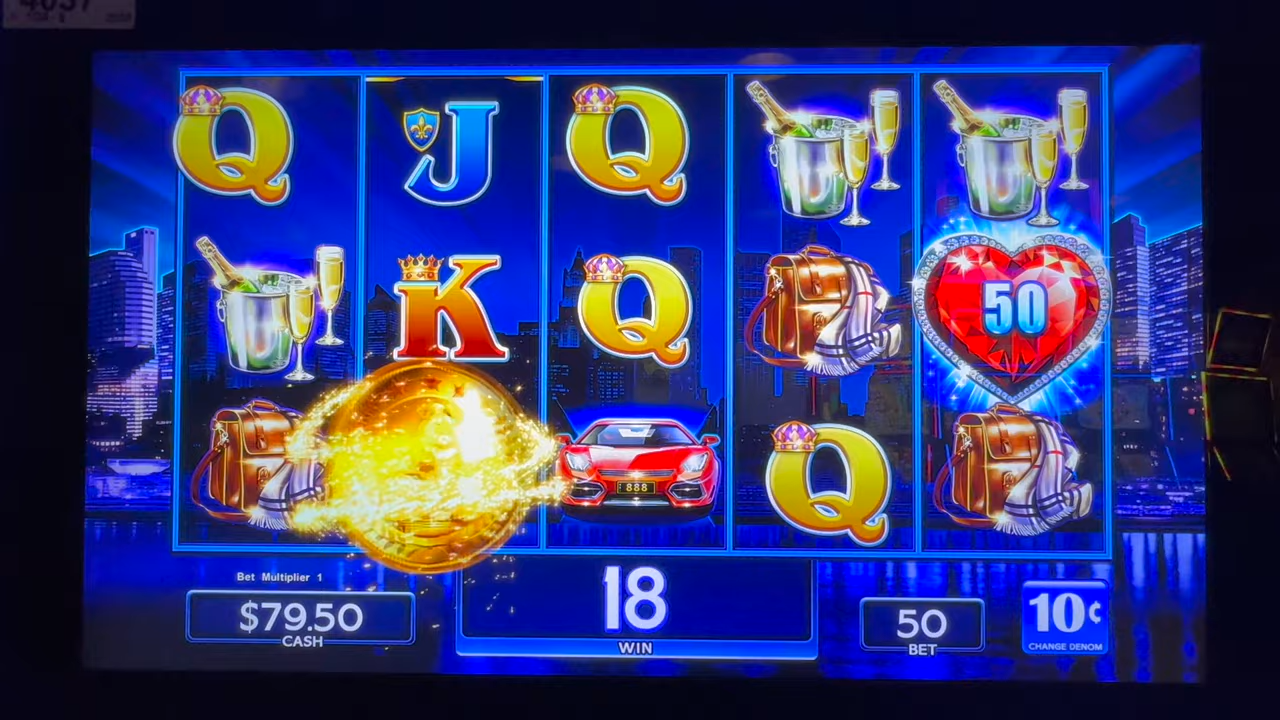 Q J Q
K Q 50
888
Q
Bet Multiplier 1
$79.50
CASH
18
WIN
50
BET
10¢
CHANGE DENOM